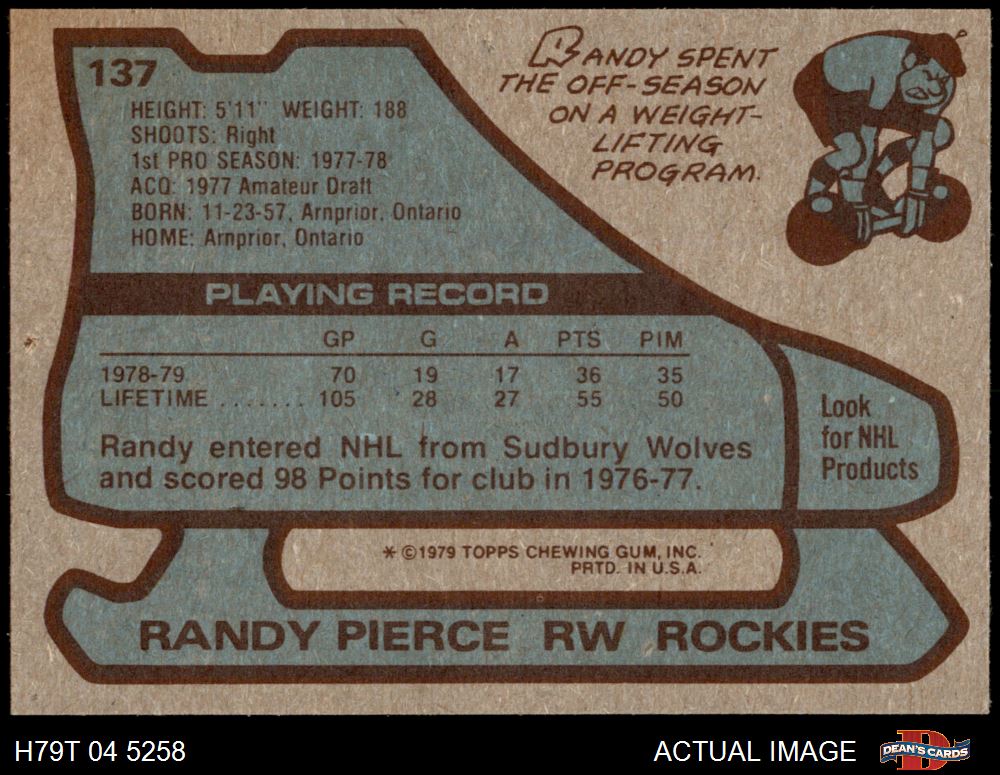 137
HEIGHT: 5'11" WEIGHT: 188
SHOOTS: Right
1st PRO SEASON: 1977-78
ACQ: 1977 Amateur Draft
BORN: 11-23-57, Arnprior, Ontario
HOME: Arnprior, Ontario
RANDY SPENT
THE OFF-SEASON
ON A WEIGHT-
LIFTING
PROGRAM.
PLAYING RECORD
GP G A PTS PIM
1978-79 70 19 17 36 35
LIFETIME ....... 105 28 27 55 50
Randy entered NHL from Sudbury Wolves
and scored 98 Points for club in 1976-77.
Look
for NHL
Products
* ©1979 TOPPS CHEWING GUM, INC.
PRTD. IN U.S.A.
RANDY PIERCE RW ROCKIES
H79T 04 5258
ACTUAL IMAGE
D
DEAN'S CARDS